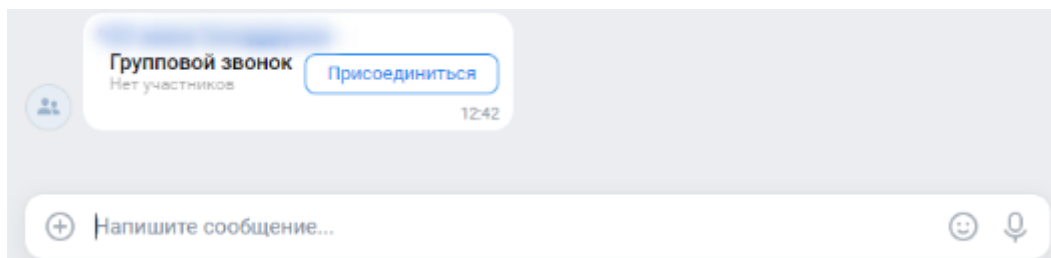 Групповой звонок
Присоединиться
Нет участников
12:42
Напишите сообщение...